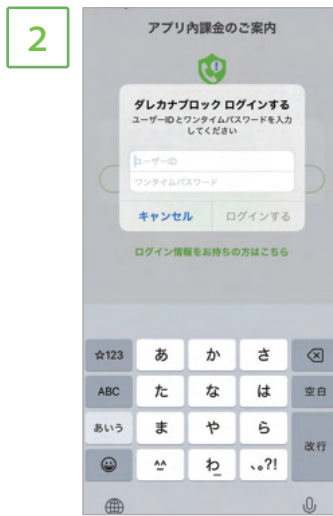 2
アプリ内課金のご案内
ダレカナブロック ログインする
ユーザーIDとワンタイムパスワードを入力
してください
ユーザーID
ワンタイムパスワード
キャンセル ログインする
ログイン情報をお持ちの方はこちら
☆123 あ か さ
ABC た な は 空白
あいう ま や ら
改行
^^ わ_ 、。?!